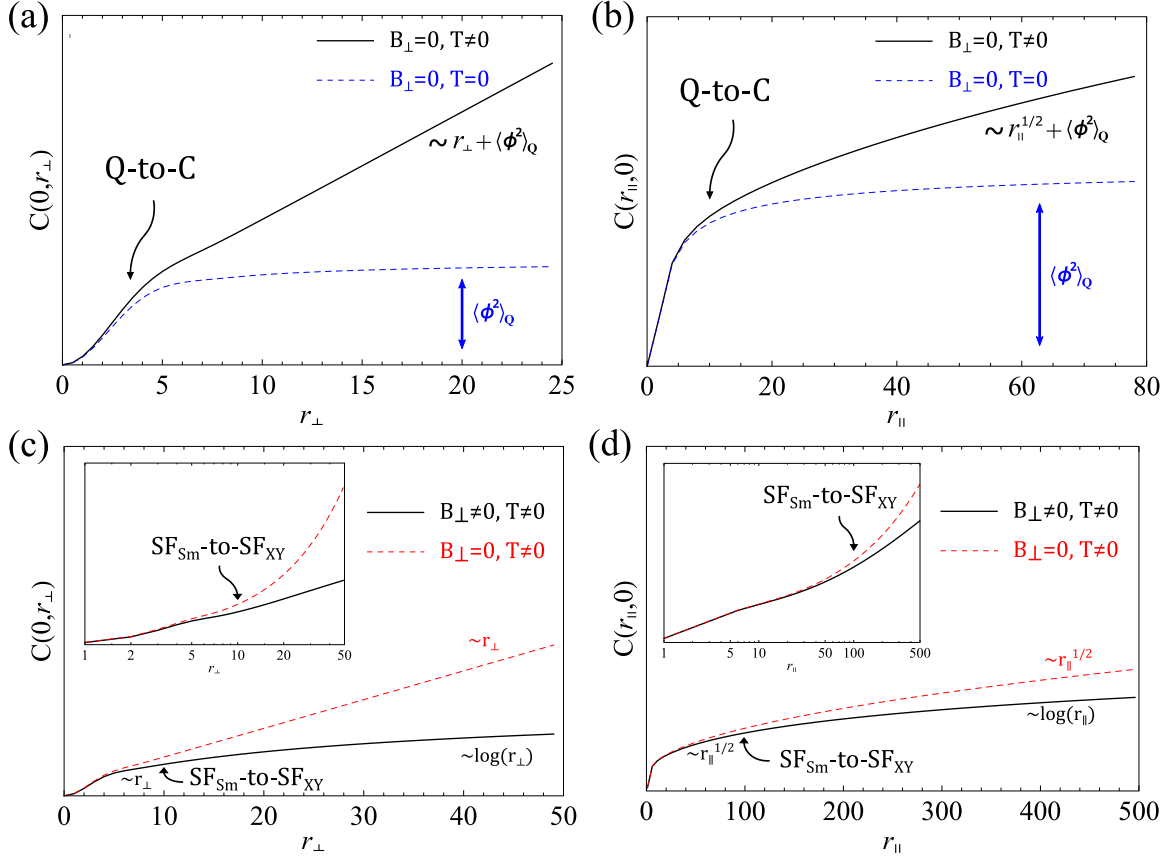 (a)
B⊥=0, T≠0
B⊥=0, T=0
Q-to-C
~ r⊥ + ⟨ϕ²⟩Q
⟨ϕ²⟩Q
C(0,r⊥)
0 5 10 15 20 25
r⊥
(b)
B⊥=0, T≠0
B⊥=0, T=0
Q-to-C
~ r∥^1/2 + ⟨ϕ²⟩Q
⟨ϕ²⟩Q
C(r∥,0)
0 20 40 60 80
r∥
(c)
B⊥≠0, T≠0
B⊥=0, T≠0
SFSm-to-SFXY
1 2 5 10 20 50
r⊥
C(0,r⊥)
~r⊥
~r⊥
~log(r⊥)
SFSm-to-SFXY
0 10 20 30 40 50
r⊥
(d)
B⊥≠0, T≠0
B⊥=0, T≠0
SFSm-to-SFXY
1 5 10 50 100 500
r∥
C(r∥,0)
~r∥^1/2
~log(r∥)
~r∥^1/2
SFSm-to-SFXY
0 100 200 300 400 500
r∥